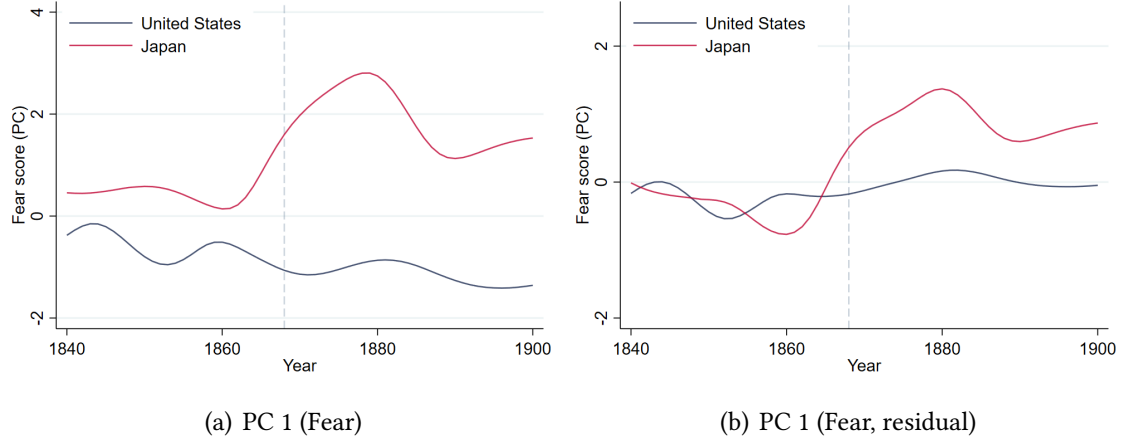 United States
Japan
4
2
0
-2
Fear score (PC)
1840
1860
1880
1900
Year
(a) PC 1 (Fear)
United States
Japan
2
0
-2
Fear score (PC)
1840
1860
1880
1900
Year
(b) PC 1 (Fear, residual)